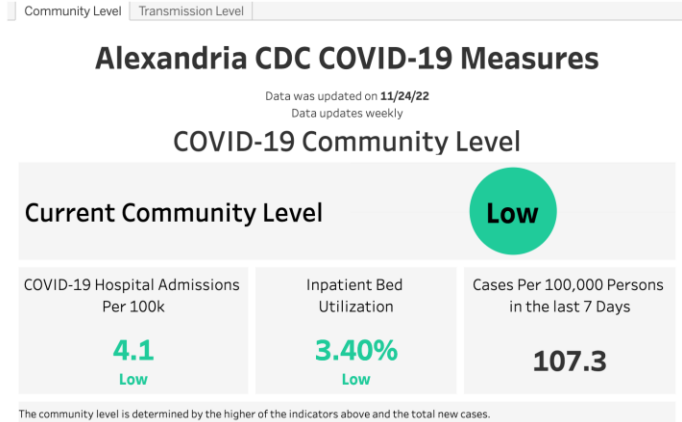 Community Level Transmission Level
Alexandria CDC COVID-19 Measures
Data was updated on 11/24/22
Data updates weekly
COVID-19 Community Level
Current Community Level Low
COVID-19 Hospital Admissions
Per 100k
4.1
Low
Inpatient Bed
Utilization
3.40%
Low
Cases Per 100,000 Persons
in the last 7 Days
107.3
The community level is determined by the higher of the indicators above and the total new cases.